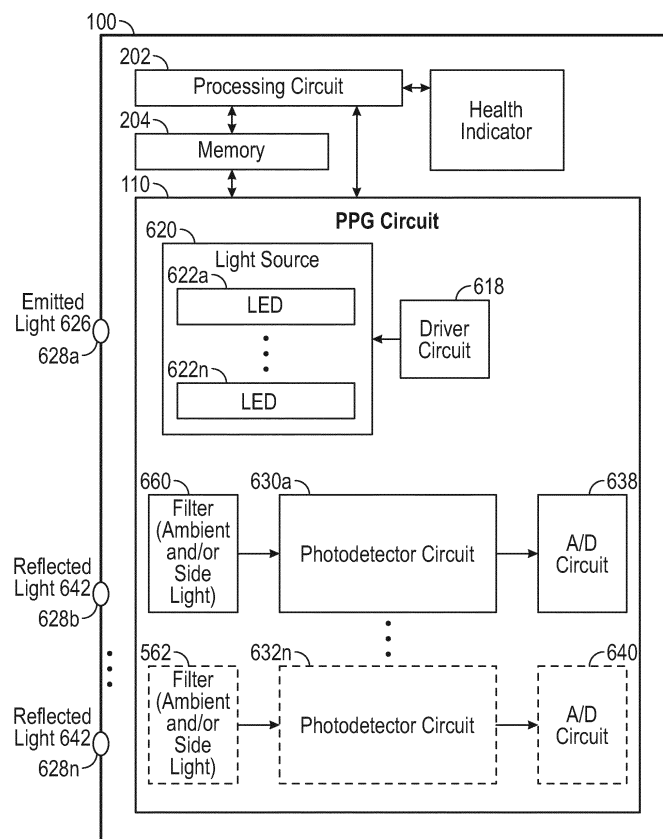 100
202
Processing Circuit
Health
Indicator
204
Memory
110
PPG Circuit
620
Light Source
622a
LED
622n
LED
618
Driver
Circuit
Emitted
Light 626
628a
660
Filter
(Ambient
and/or
Side
Light)
630a
Photodetector Circuit
638
A/D
Circuit
Reflected
Light 642
628b
562
Filter
(Ambient
and/or
Side
Light)
632n
Photodetector Circuit
640
A/D
Circuit
Reflected
Light 642
628n